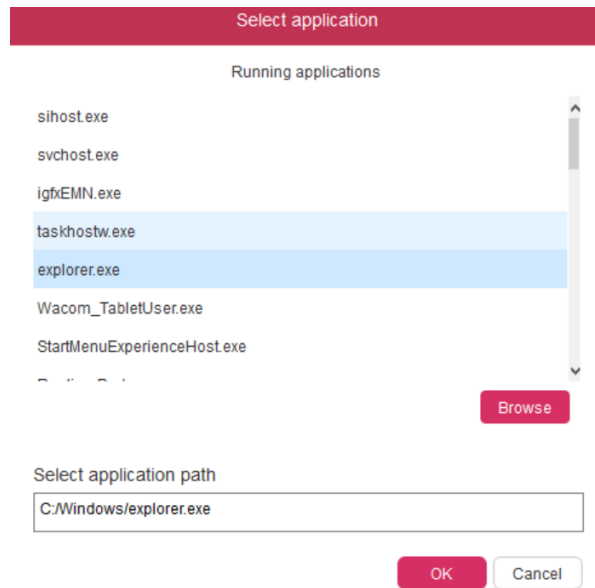 Select application
Running applications
sihost.exe
svchost.exe
igfxEMN.exe
taskhostw.exe
explorer.exe
Wacom_TabletUser.exe
StartMenuExperienceHost.exe
Browse
Select application path
C:/Windows/explorer.exe
OK
Cancel